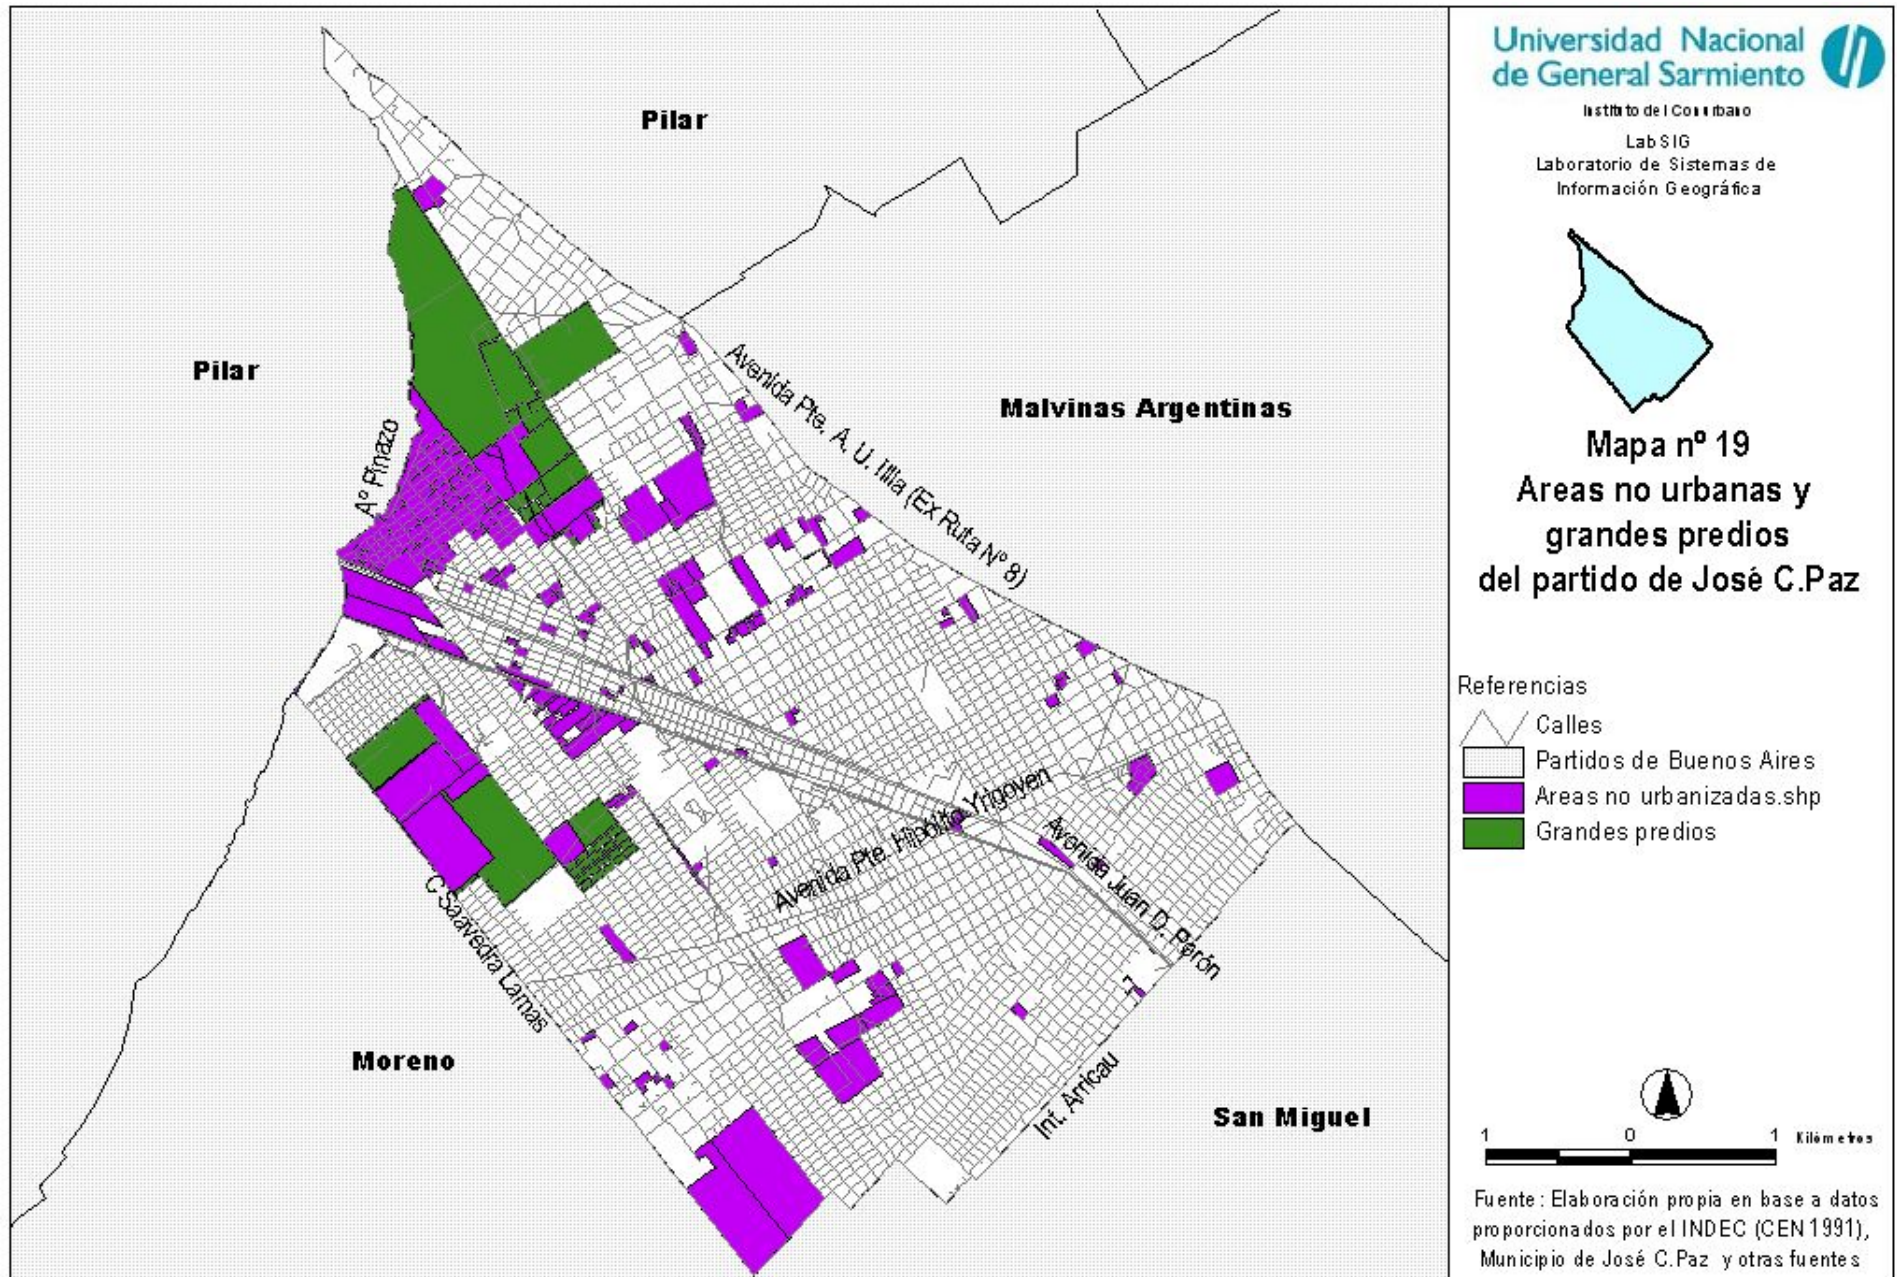 Pilar
Pilar
Malvinas Argentinas
Moreno
San Miguel
Aº Pinazo
Avenida Pte. A. U. Illia (Ex Ruta Nº 8)
Avenida Pte. Hipólito Yrigoyen
Avenida Juan D. Perón
C Saavedra Lamas
Int. Arricau
Universidad Nacional
de General Sarmiento
Instituto del Conurbano
LabSIG
Laboratorio de Sistemas de
Información Geográfica
Mapa nº 19
Areas no urbanas y
grandes predios
del partido de José C.Paz
Referencias
Calles
Partidos de Buenos Aires
Areas no urbanizadas.shp
Grandes predios
1 0 1 Kilómetros
Fuente: Elaboración propia en base a datos
proporcionados por el INDEC (CEN 1991),
Municipio de José C.Paz y otras fuentes